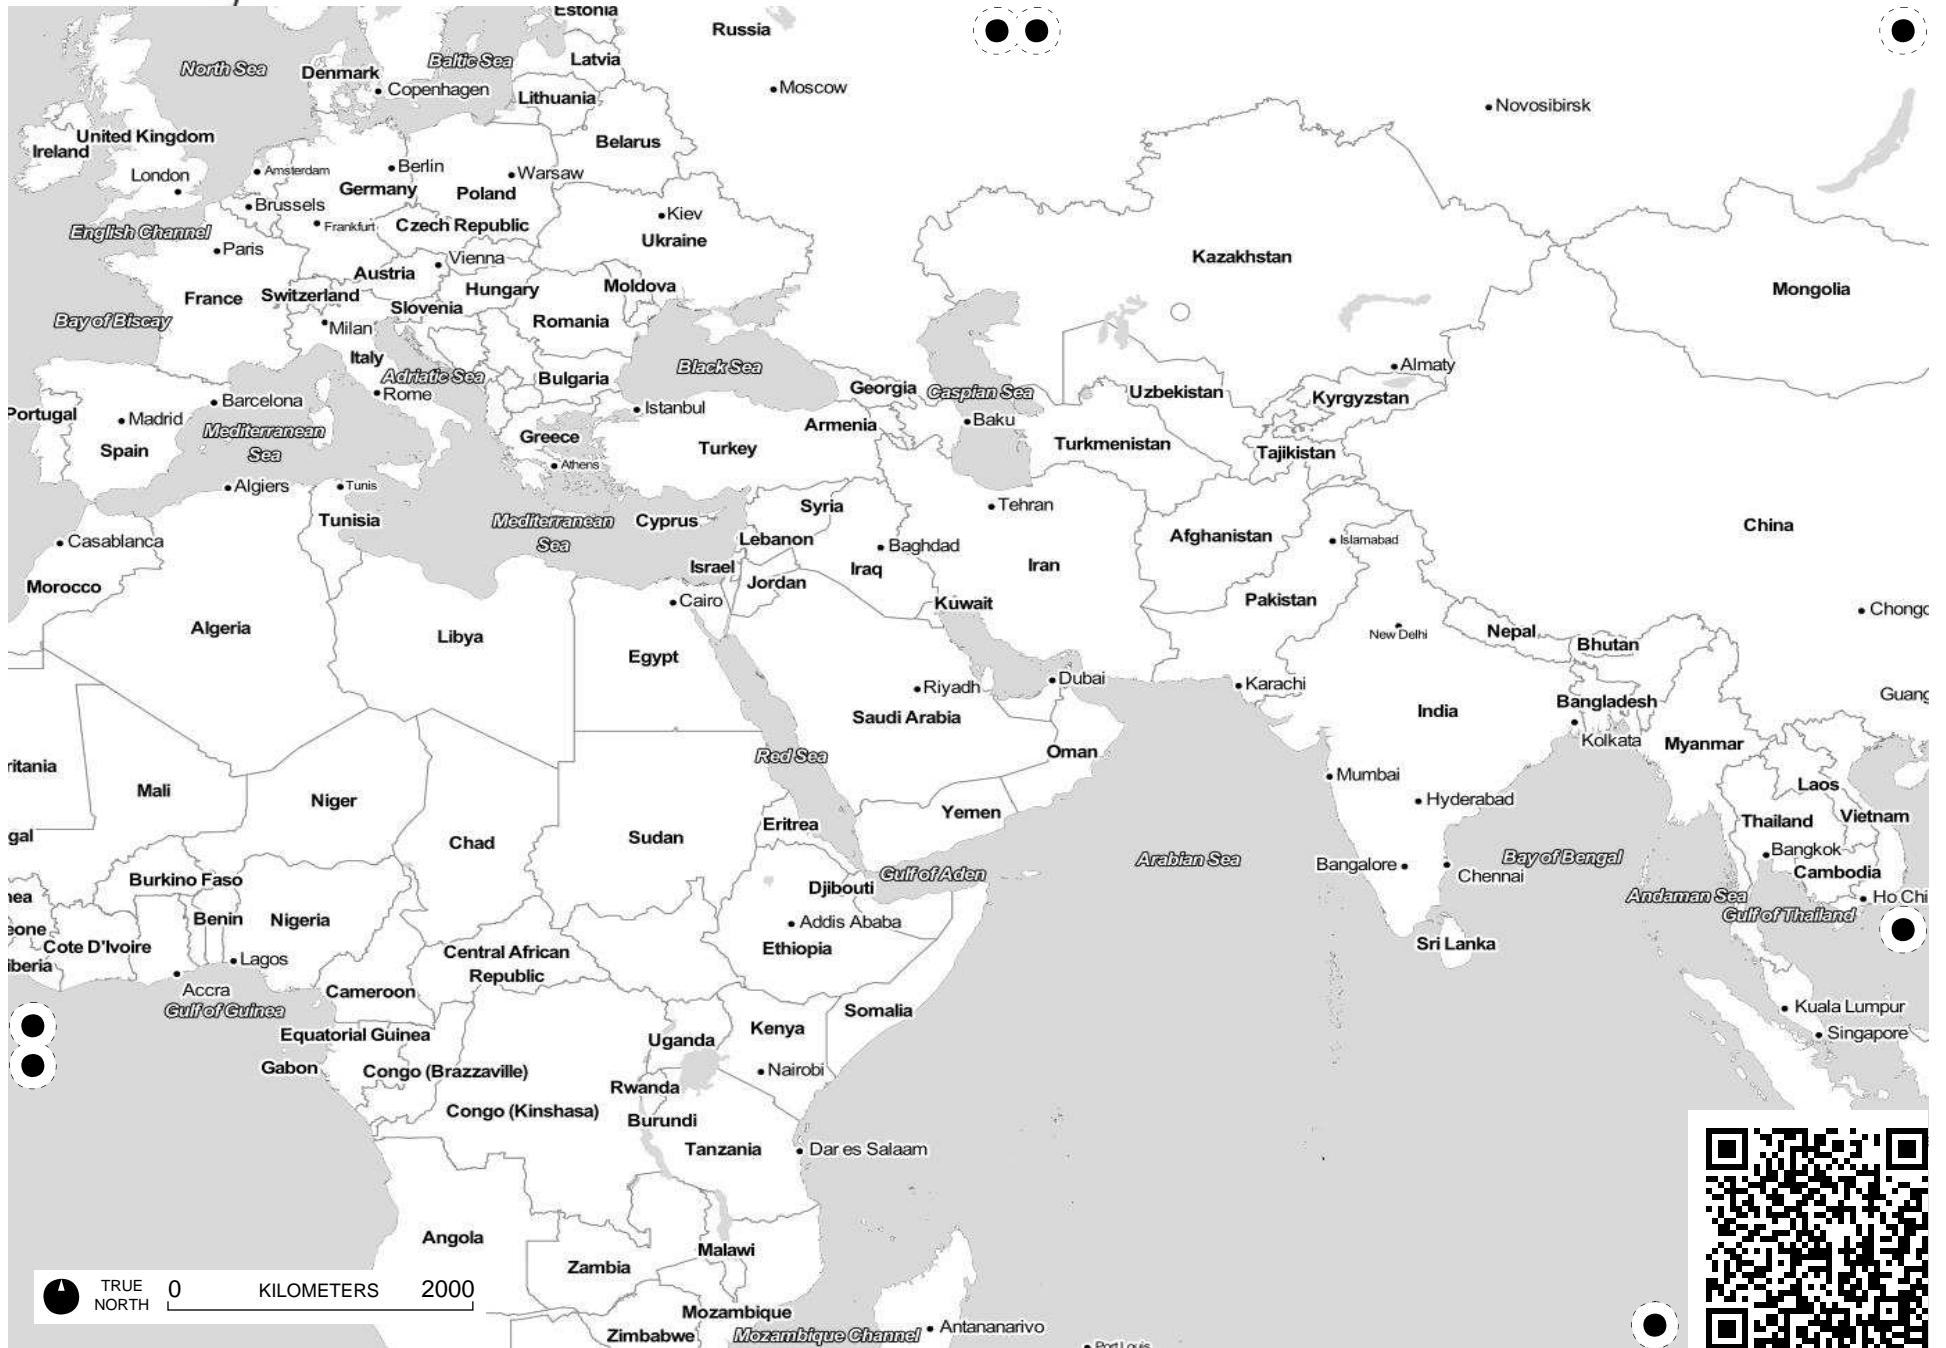 Estonia
Russia
North Sea
Baltic Sea
Latvia
Denmark
Copenhagen
Moscow
Lithuania
Novosibirsk
United Kingdom
Ireland
Belarus
London
Amsterdam
Berlin
Warsaw
Germany
Poland
Brussels
Kiev
English Channel
Frankfurt
Czech Republic
Ukraine
Paris
Vienna
Kazakhstan
Austria
Mongolia
France
Switzerland
Hungary
Moldova
Slovenia
Bay of Biscay
Milan
Romania
Italy
Black Sea
Almaty
Adriatic Sea
Bulgaria
Georgia
Caspian Sea
Uzbekistan
Kyrgyzstan
Rome
Barcelona
Istanbul
Portugal
Madrid
Mediterranean
Sea
Armenia
Baku
Greece
Turkey
Turkmenistan
Tajikistan
Spain
Athens
Algiers
Tunis
Syria
Tehran
Tunisia
Mediterranean
Sea
Cyprus
China
Casablanca
Lebanon
Baghdad
Afghanistan
Islamabad
Israel
Iraq
Iran
Morocco
Jordan
Cairo
Kuwait
Pakistan
Chongq
Algeria
Libya
New Delhi
Nepal
Bhutan
Egypt
Riyadh
Dubai
Karachi
Guang
Saudi Arabia
India
Bangladesh
Kolkata
Myanmar
Red Sea
Oman
ritania
Mali
Niger
Mumbai
Laos
Hyderabad
Yemen
Eritrea
Thailand
Vietnam
gal
Chad
Sudan
Bangkok
Arabian Sea
Bay of Bengal
Bangalore
Chennai
Gulf of Aden
Cambodia
Burkino Faso
Djibouti
nea
Andaman Sea
Ho Chi
Benin
Nigeria
Addis Ababa
Gulf of Thailand
eone
Cote D'Ivoire
Central African
Republic
Ethiopia
Sri Lanka
iberia
Lagos
Accra
Cameroon
Gulf of Guinea
Somalia
Kuala Lumpur
Equatorial Guinea
Uganda
Kenya
Singapore
Gabon
Congo (Brazzaville)
Nairobi
Rwanda
Congo (Kinshasa)
Burundi
Tanzania
Dar es Salaam
Angola
Malawi
Zambia
TRUE
NORTH
0 KILOMETERS 2000
Mozambique
Zimbabwe
Mozambique Channel
Antananarivo
Port Louis